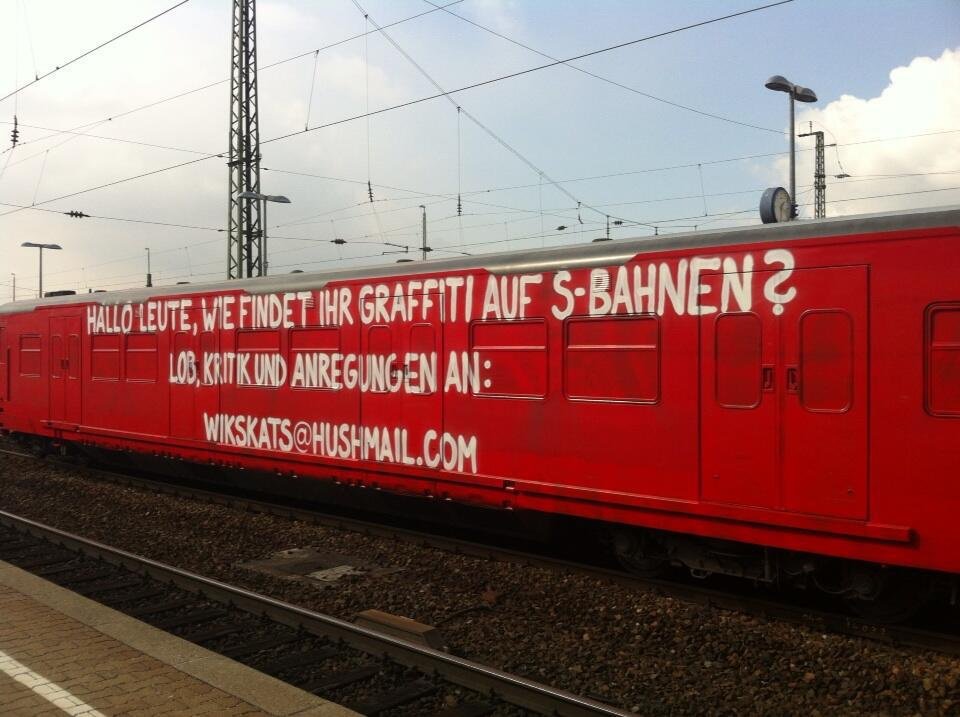 HALLO LEUTE, WIE FINDET IHR GRAFFITI AUF S-BAHNEN?
LOB, KRITIK UND ANREGUNGEN AN:
WIKSKATS@HUSHMAIL.COM